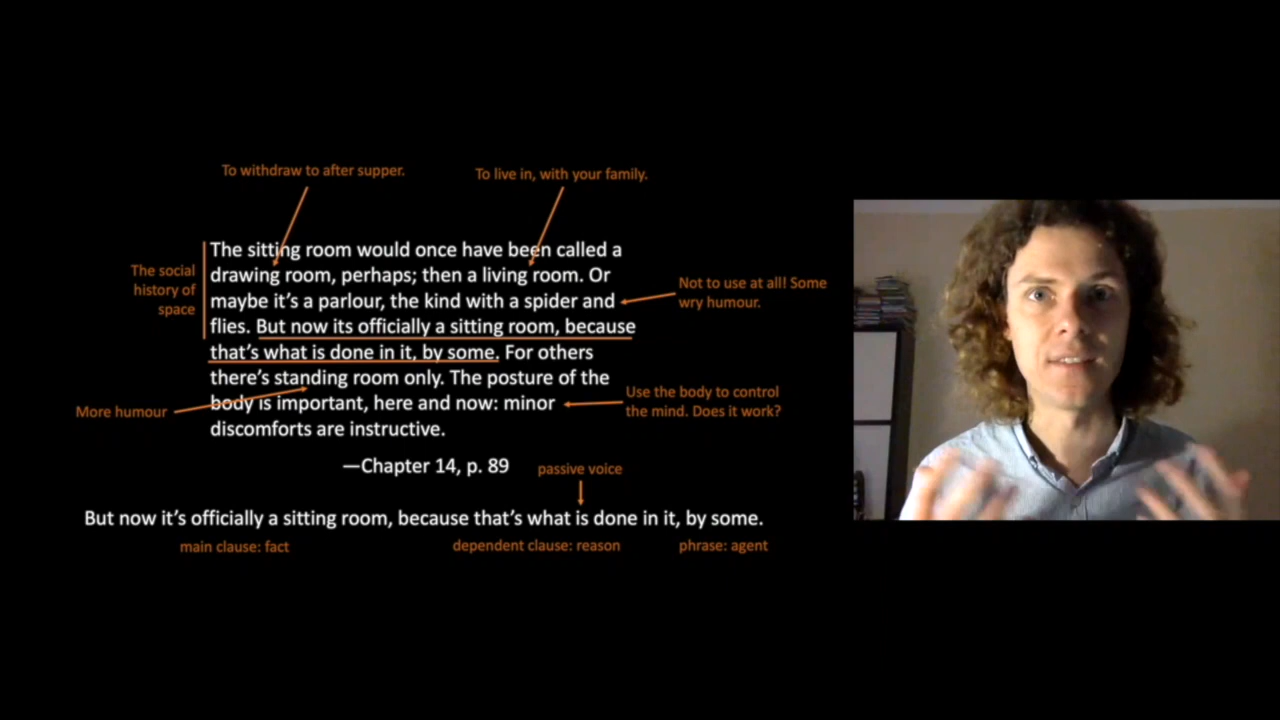 To withdraw to after supper.
To live in, with your family.
The social
history of
space
The sitting room would once have been called a
drawing room, perhaps; then a living room. Or
maybe it's a parlour, the kind with a spider and
flies. But now its officially a sitting room, because
that's what is done in it, by some. For others
there's standing room only. The posture of the
body is important, here and now: minor
discomforts are instructive.
Not to use at all! Some
wry humour.
More humour
Use the body to control
the mind. Does it work?
—Chapter 14, p. 89
passive voice
But now it's officially a sitting room, because that's what is done in it, by some.
main clause: fact
dependent clause: reason
phrase: agent